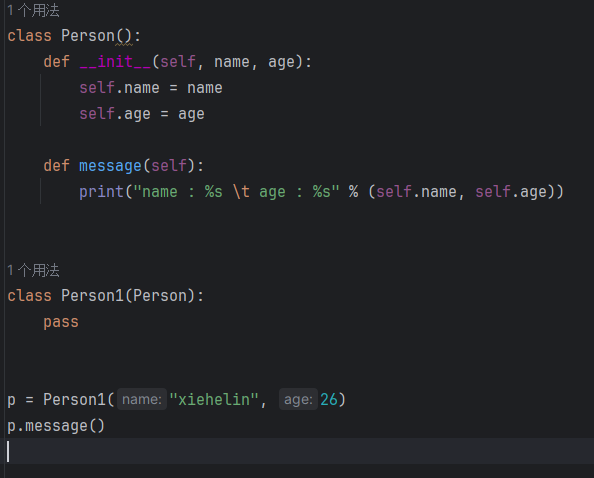 1 个用法
class Person():
    def __init__(self, name, age):
        self.name = name
        self.age = age
    def message(self):
        print("name : %s \t age : %s" % (self.name, self.age))
1 个用法
class Person1(Person):
    pass
p = Person1(name: "xiehelin", age: 26)
p.message()